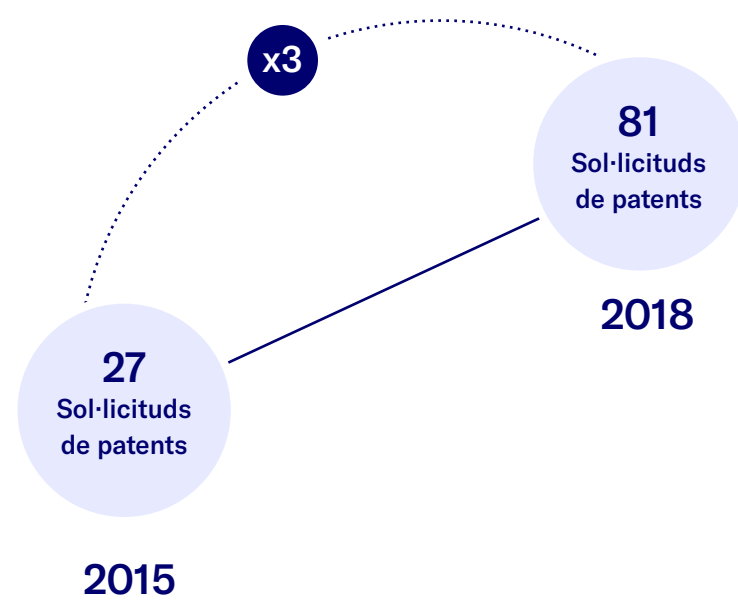 x3
81
Sol·licituds
de patents
2018
27
Sol·licituds
de patents
2015